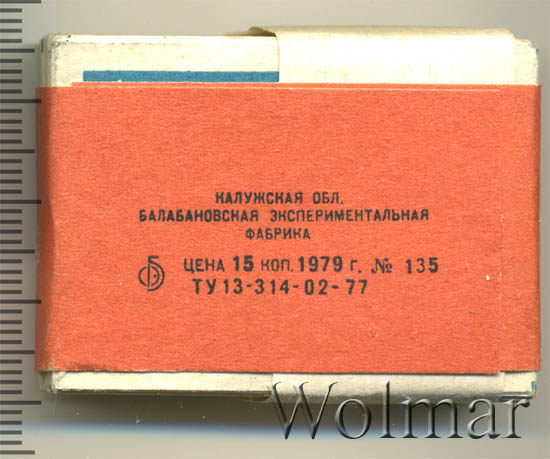 КАЛУЖСКАЯ ОБЛ.
БАЛАБАНОВСКАЯ ЭКСПЕРИМЕНТАЛЬНАЯ
ФАБРИКА
ЦЕНА 15 КОП. 1979 Г. № 135
ТУ 13-314-02-77
Wolmar